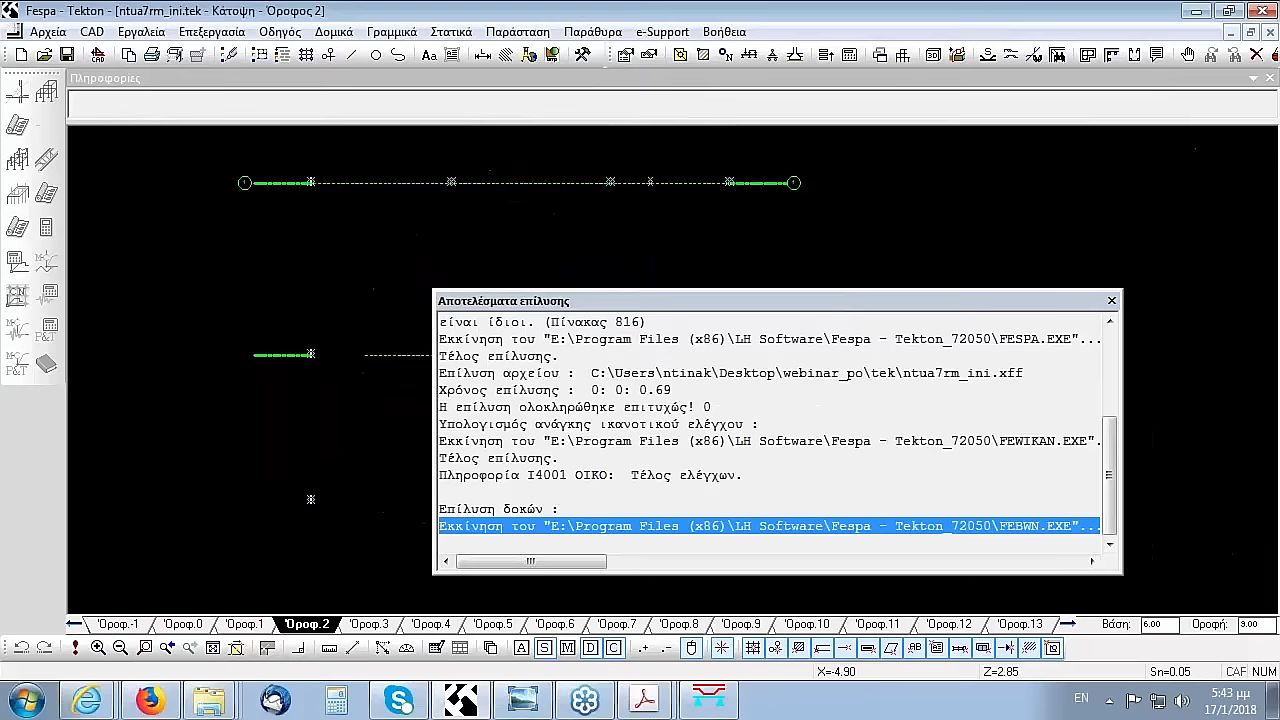 Fespa - Tekton - [ntua7rm_ini.tek - Κάτοψη - Όροφος 2]
Αρχεία CAD Εργαλεία Επεξεργασία Οδηγός Δομικά Γραμμικά Στατικά Παράσταση Παράθυρα e-Support Βοήθεια
Πληροφορίες
1 1
Αποτελέσματα επίλυσης
είναι ίδιοι. (Πίνακας 816)
Εκκίνηση του "E:\Program Files (x86)\LH Software\Fespa - Tekton_72050\FESPA.EXE"...
Τέλος επίλυσης.
Επίλυση αρχείου : C:\Users\ntinak\Desktop\webinar_po\tek\ntua7rm_ini.xff
Χρόνος επίλυσης : 0: 0: 0.69
Η επίλυση ολοκληρώθηκε επιτυχώς! 0
Υπολογισμός ανάγκης ικανοτικού ελέγχου :
Εκκίνηση του "E:\Program Files (x86)\LH Software\Fespa - Tekton_72050\FEWIKAN.EXE".
Τέλος επίλυσης.
Πληροφορία I4001 ΟΙΚΟ: Τέλος ελέγχων.
Επίλυση δοκών :
Εκκίνηση του "E:\Program Files (x86)\LH Software\Fespa - Tekton_72050\FEBWN.EXE"...
Όροφ.-1 Όροφ.0 Όροφ.1 Όροφ.2 Όροφ.3 Όροφ.4 Όροφ.5 Όροφ.6 Όροφ.7 Όροφ.8 Όροφ.9 Όροφ.10 Όροφ.11 Όροφ.12 Όροφ.13 Βάση: 6.00 Οροφή: 3.00
A S M D C
X=-4.90 Z=2.85 Sn=0.05 CAF NUM
EN 5:43 μμ
17/1/2018